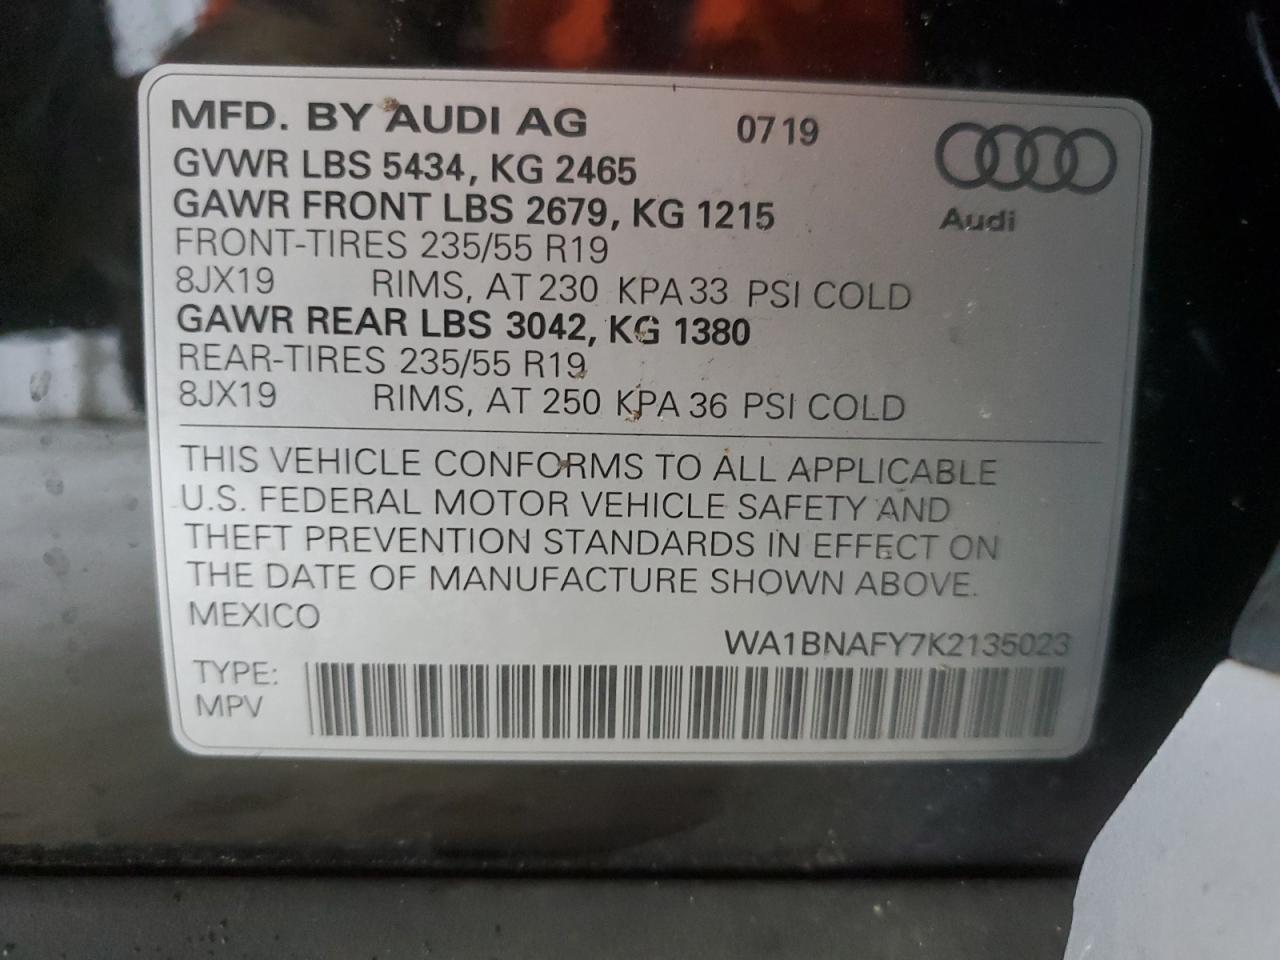 MFD. BY AUDI AG 0719
GVWR LBS 5434, KG 2465
GAWR FRONT LBS 2679, KG 1215
Audi
FRONT-TIRES 235/55 R19
8JX19 RIMS, AT 230 KPA 33 PSI COLD
GAWR REAR LBS 3042, KG 1380
REAR-TIRES 235/55 R19
8JX19 RIMS, AT 250 KPA 36 PSI COLD
THIS VEHICLE CONFORMS TO ALL APPLICABLE
U.S. FEDERAL MOTOR VEHICLE SAFETY AND
THEFT PREVENTION STANDARDS IN EFFECT ON
THE DATE OF MANUFACTURE SHOWN ABOVE.
MEXICO
WA1BNAFY7K2135023
TYPE:
MPV